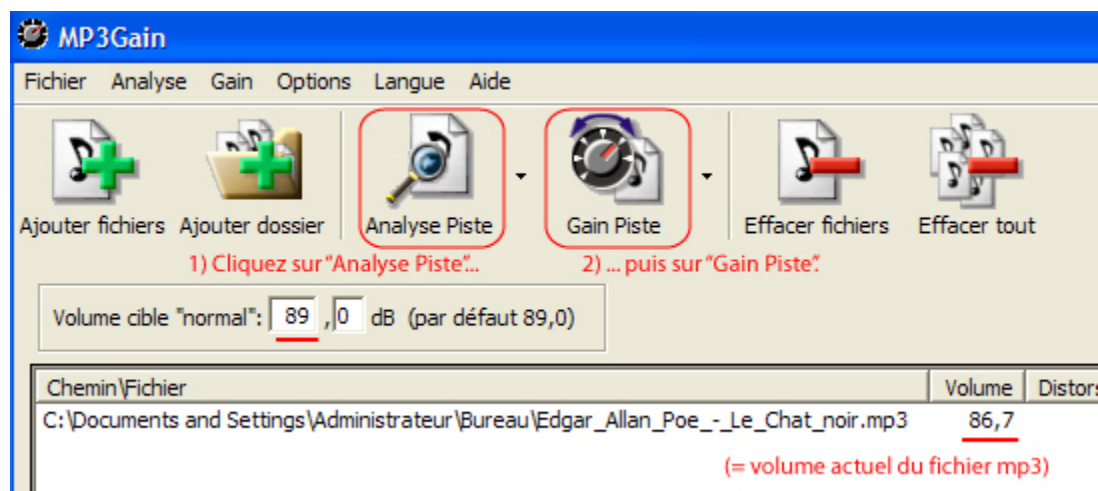 MP3Gain
Fichier Analyse Gain Options Langue Aide
Ajouter fichiers Ajouter dossier Analyse Piste Gain Piste Effacer fichiers Effacer tout
1) Cliquez sur "Analyse Piste"... 2) ... puis sur "Gain Piste".
Volume cible "normal": 89 ,0 dB (par défaut 89,0)
Chemin\Fichier Volume Distors
C:\Documents and Settings\Administrateur\Bureau\Edgar_Allan_Poe_-_Le_Chat_noir.mp3 86,7
(= volume actuel du fichier mp3)